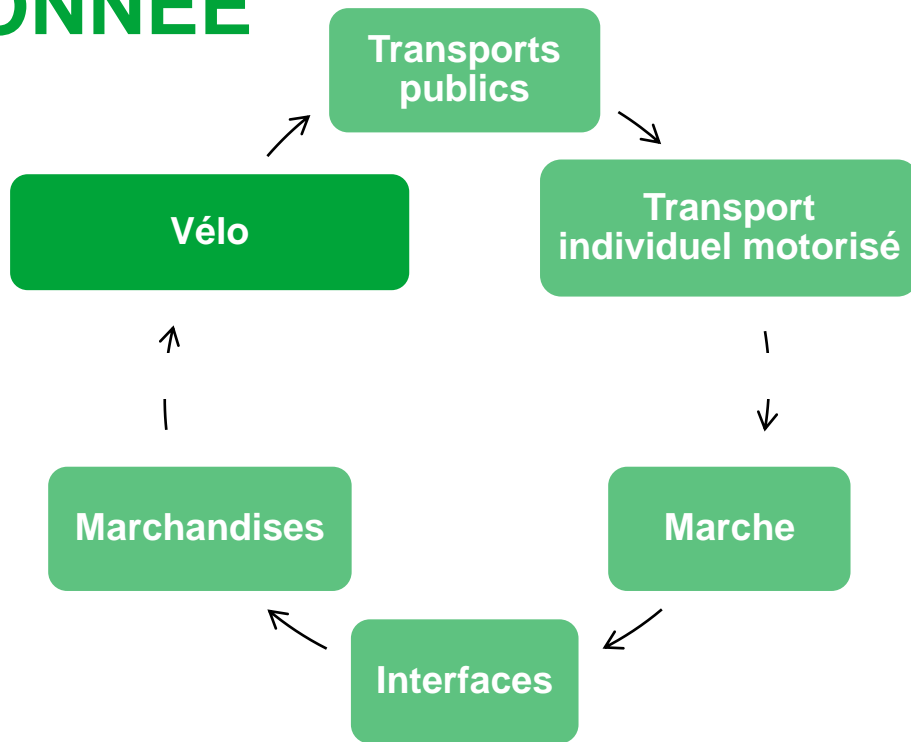 ONNÉE
Transports
publics
Vélo
Transport
individuel motorisé
Marchandises
Marche
Interfaces